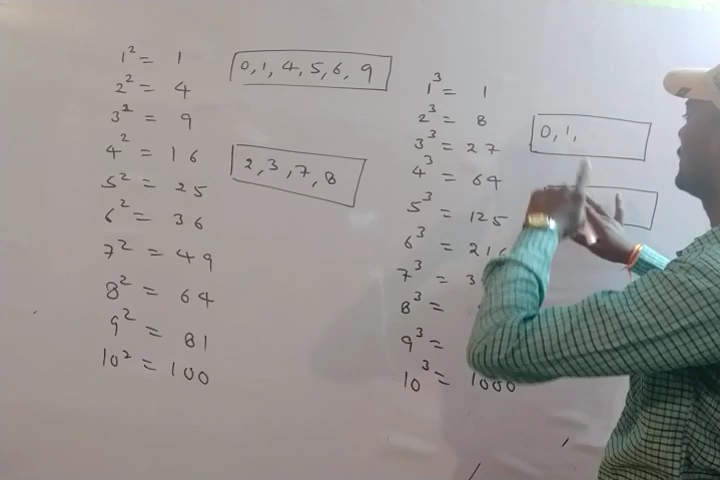 1² = 1
2² = 4
3² = 9
4² = 16
5² = 25
6² = 36
7² = 49
8² = 64
9² = 81
10² = 100
0, 1, 4, 5, 6, 9
2, 3, 7, 8
1³ = 1
2³ = 8
3³ = 27
4³ = 64
5³ = 125
6³ = 216
7³ = 3
8³ =
9³ =
10³ = 1000
0, 1,